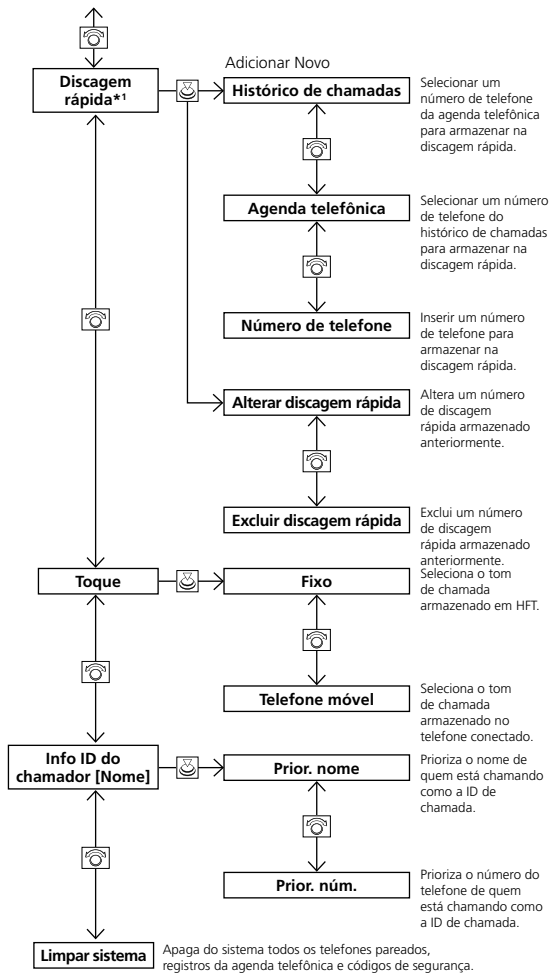 Discagem
rápida*1
Adicionar Novo
Histórico de chamadas
Selecionar um
número de telefone
da agenda telefônica
para armazenar na
discagem rápida.
Agenda telefônica
Selecionar um número
de telefone do
histórico de chamadas
para armazenar na
discagem rápida.
Número de telefone
Inserir um número
de telefone para
armazenar na
discagem rápida.
Alterar discagem rápida
Altera um número
de discagem
rápida armazenado
anteriormente.
Excluir discagem rápida
Exclui um número
de discagem
rápida armazenado
anteriormente.
Toque
Fixo
Seleciona o tom
de chamada
armazenado em HFT.
Telefone móvel
Seleciona o tom
de chamada
armazenado no
telefone conectado.
Info ID do
chamador [Nome]
Prior. nome
Prioriza o nome de
quem está chamando
como a ID de
chamada.
Prior. núm.
Prioriza o número do
telefone de quem
está chamando como
a ID de chamada.
Limpar sistema
Apaga do sistema todos os telefones pareados,
registros da agenda telefônica e códigos de segurança.